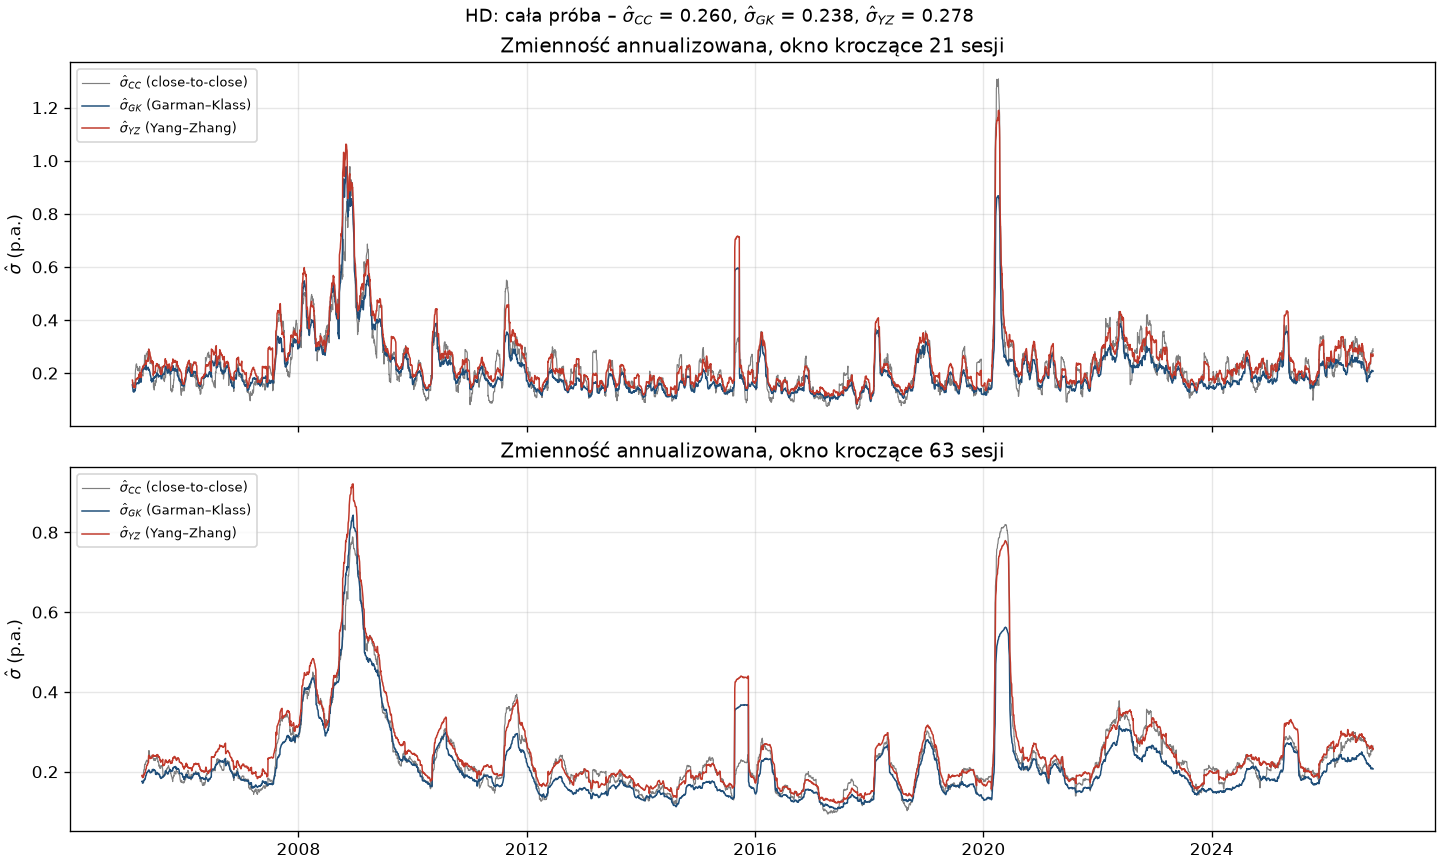 HD: cała próba – σ̂CC = 0.260, σ̂GK = 0.238, σ̂YZ = 0.278
Zmienność annualizowana, okno kroczące 21 sesji
σ̂CC (close-to-close)
σ̂GK (Garman–Klass)
σ̂YZ (Yang–Zhang)
σ̂ (p.a.)
1.2
1.0
0.8
0.6
0.4
0.2
Zmienność annualizowana, okno kroczące 63 sesji
σ̂CC (close-to-close)
σ̂GK (Garman–Klass)
σ̂YZ (Yang–Zhang)
σ̂ (p.a.)
0.8
0.6
0.4
0.2
2008 2012 2016 2020 2024